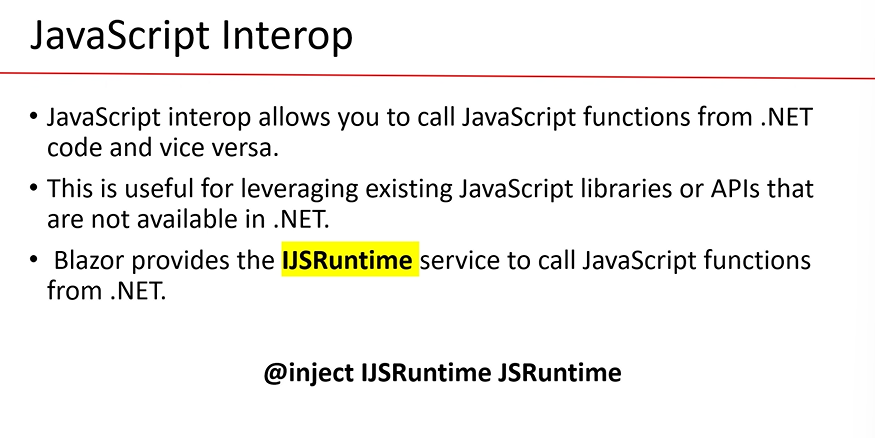 JavaScript Interop
• JavaScript interop allows you to call JavaScript functions from .NET
code and vice versa.
• This is useful for leveraging existing JavaScript libraries or APIs that
are not available in .NET.
• Blazor provides the IJSRuntime service to call JavaScript functions
from .NET.
@inject IJSRuntime JSRuntime